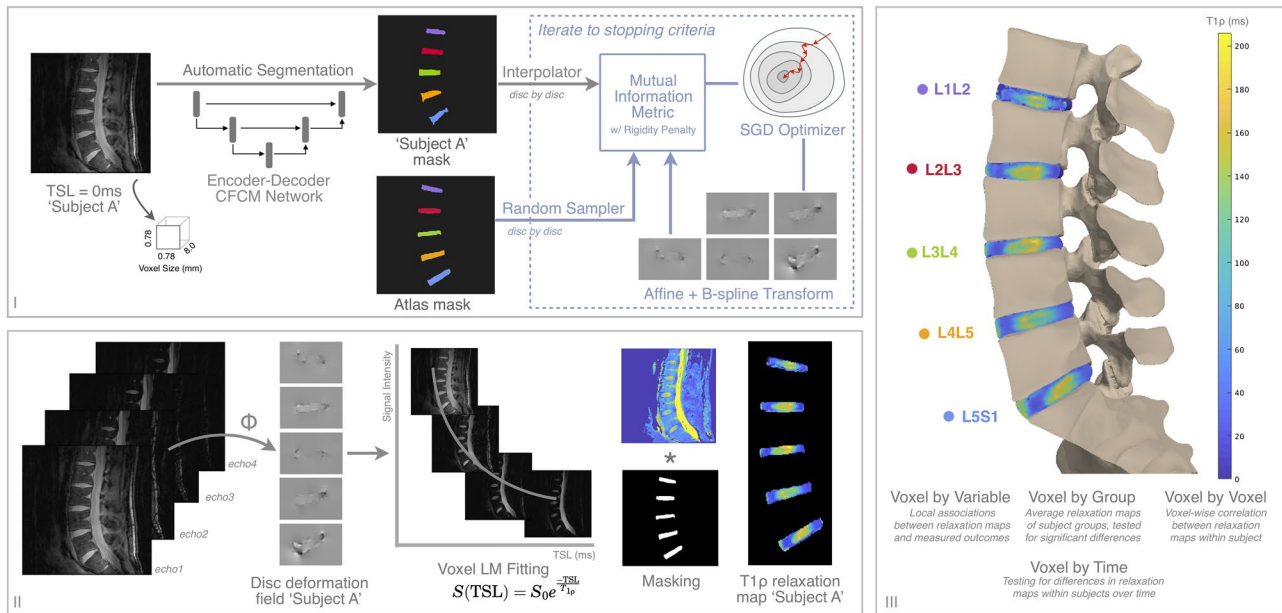 Automatic Segmentation
Encoder-Decoder
CFCM Network
TSL = 0ms
‘Subject A’
0.78
0.78
8.0
Voxel Size (mm)
‘Subject A’
mask
Atlas mask
Interpolator
disc by disc
Random Sampler
disc by disc
Iterate to stopping criteria
Mutual
Information
Metric
w/ Rigidity Penalty
SGD Optimizer
Affine + B-spline Transform
I
echo4
echo3
echo2
echo1
Φ
Disc deformation
field ‘Subject A’
Signal Intensity
TSL (ms)
Voxel LM Fitting
S(TSL) = S₀e^(-TSL/T₁ρ)
*
Masking
T1ρ relaxation
map ‘Subject A’
II
T1ρ (ms)
200
180
160
140
120
100
80
60
40
20
0
L1L2
L2L3
L3L4
L4L5
L5S1
Voxel by Variable
Local associations
between relaxation maps
and measured outcomes
Voxel by Group
Average relaxation maps
of subject groups, tested
for significant differences
Voxel by Voxel
Voxel-wise correlation
between relaxation
maps within subject
Voxel by Time
Testing for differences in relaxation
maps within subjects over time
III